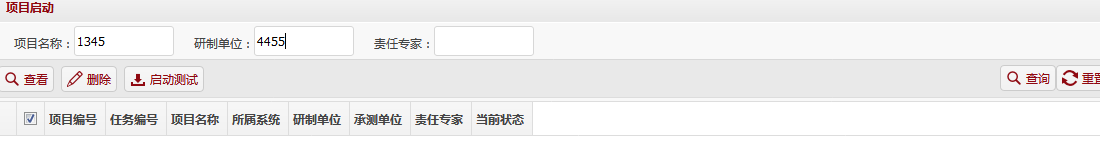 项目启动
项目名称：1345 研制单位：4455 责任专家：
查看 删除 启动测试 查询 重置
项目编号 任务编号 项目名称 所属系统 研制单位 承测单位 责任专家 当前状态